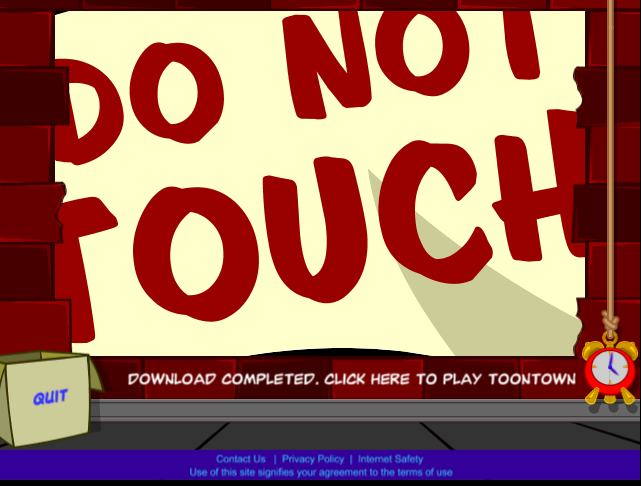 DO NOT
TOUCH
QUIT
DOWNLOAD COMPLETED. CLICK HERE TO PLAY TOONTOWN
Contact Us | Privacy Policy | Internet Safety
Use of this site signifies your agreement to the terms of use